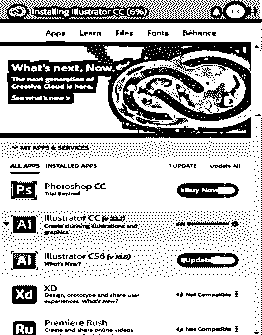 Installing Illustrator CC (6%)
Apps Learn Files Fonts Behance
What's next, Now.
The next generation of
Creative Cloud is here.
See what's new
MY APPS & SERVICES
ALL APPS INSTALLED APPS 1 UPDATE Update All
Ps Photoshop CC Buy Now
Trial Expired
Ai Illustrator CC
Create stunning illustrations and
graphics.
Ai Illustrator CS6 Update
What's New?
Xd XD
Design, prototype and share user Not Compatible
experiences. What's new?
Ru Premiere Rush
Create and share online videos Not Compatible